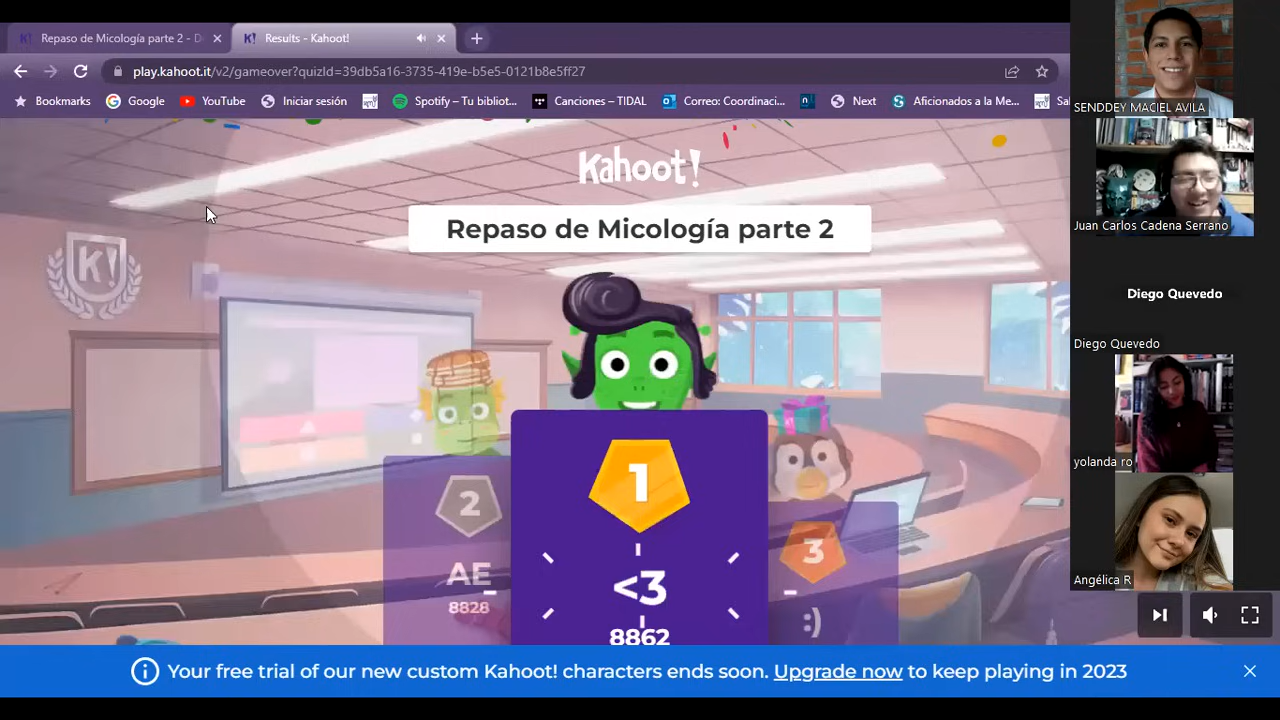 Repaso de Micología parte 2 - D
Results - Kahoot!
play.kahoot.it/v2/gameover?quizId=39db5a16-3735-419e-b5e5-0121b8e5ff27
Bookmarks
Google
YouTube
Iniciar sesión
Spotify – Tu bibliot...
Canciones – TIDAL
Correo: Coordinaci...
Next
Aficionados a la Me...
Sal
SENDDEY MACIEL AVILA
Juan Carlos Cadena Serrano
Diego Quevedo
Diego Quevedo
yolanda ro
Angélica R
Kahoot!
Repaso de Micología parte 2
K!
1
2
3
AE
8828
<3
8862
:)
Your free trial of our new custom Kahoot! characters ends soon. Upgrade now to keep playing in 2023